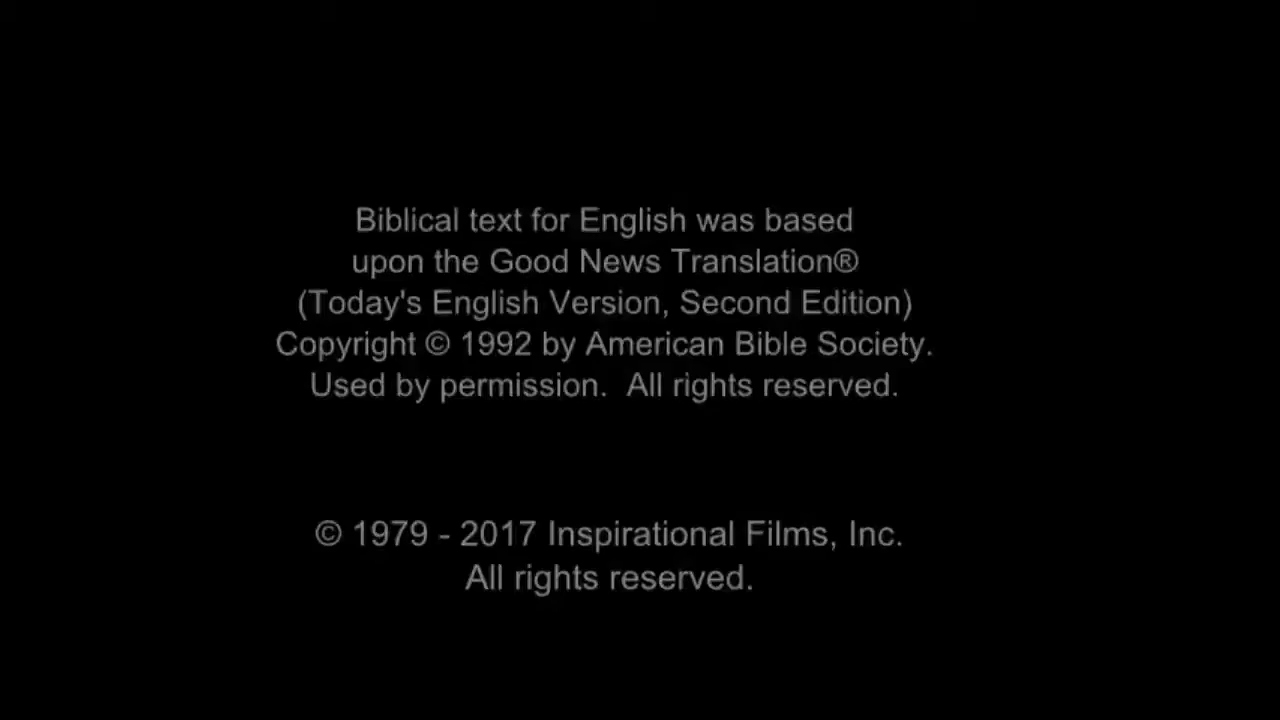 Biblical text for English was based
upon the Good News Translation®
(Today's English Version, Second Edition)
Copyright © 1992 by American Bible Society.
Used by permission.  All rights reserved.
© 1979 - 2017 Inspirational Films, Inc.
All rights reserved.